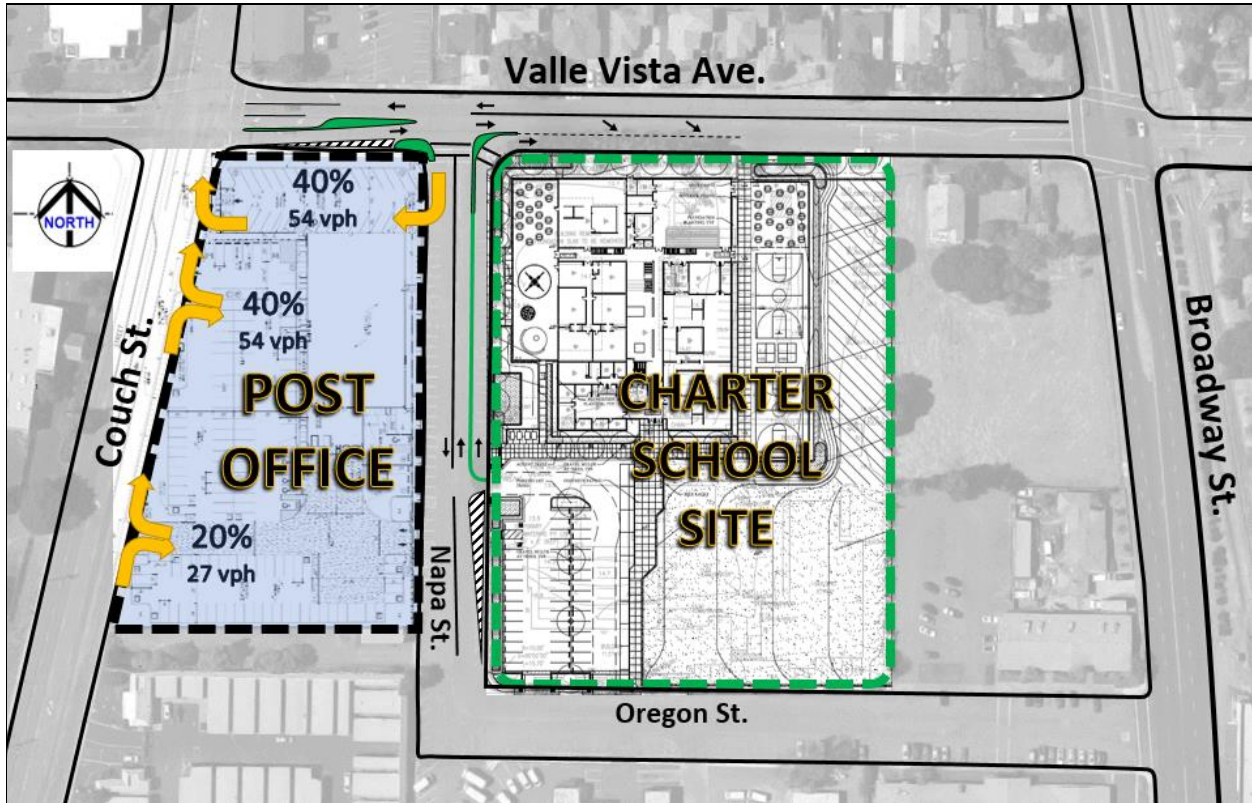 Valle Vista Ave.
NORTH
40%
54 vph
40%
54 vph
Couch St.
POST
OFFICE
20%
27 vph
Napa St.
CHARTER
SCHOOL
SITE
Broadway St.
Oregon St.